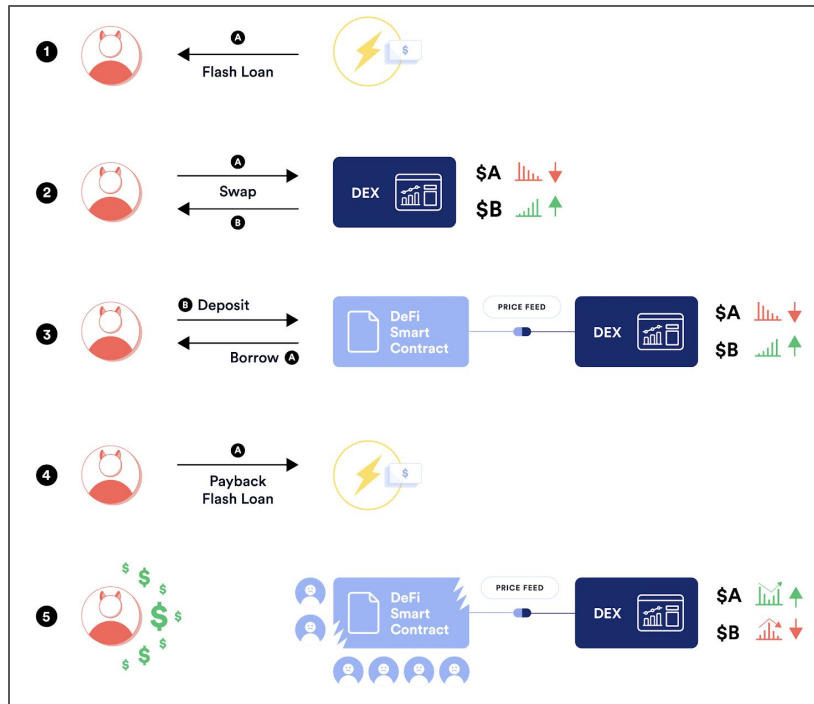 1
A
Flash Loan
$
2
A
Swap
B
DEX
$A
$B
3
B Deposit
Borrow A
DeFi
Smart
Contract
PRICE FEED
DEX
$A
$B
4
A
Payback
Flash Loan
$
5
$
$
$
$
$
$
$
DeFi
Smart
Contract
PRICE FEED
DEX
$A
$B